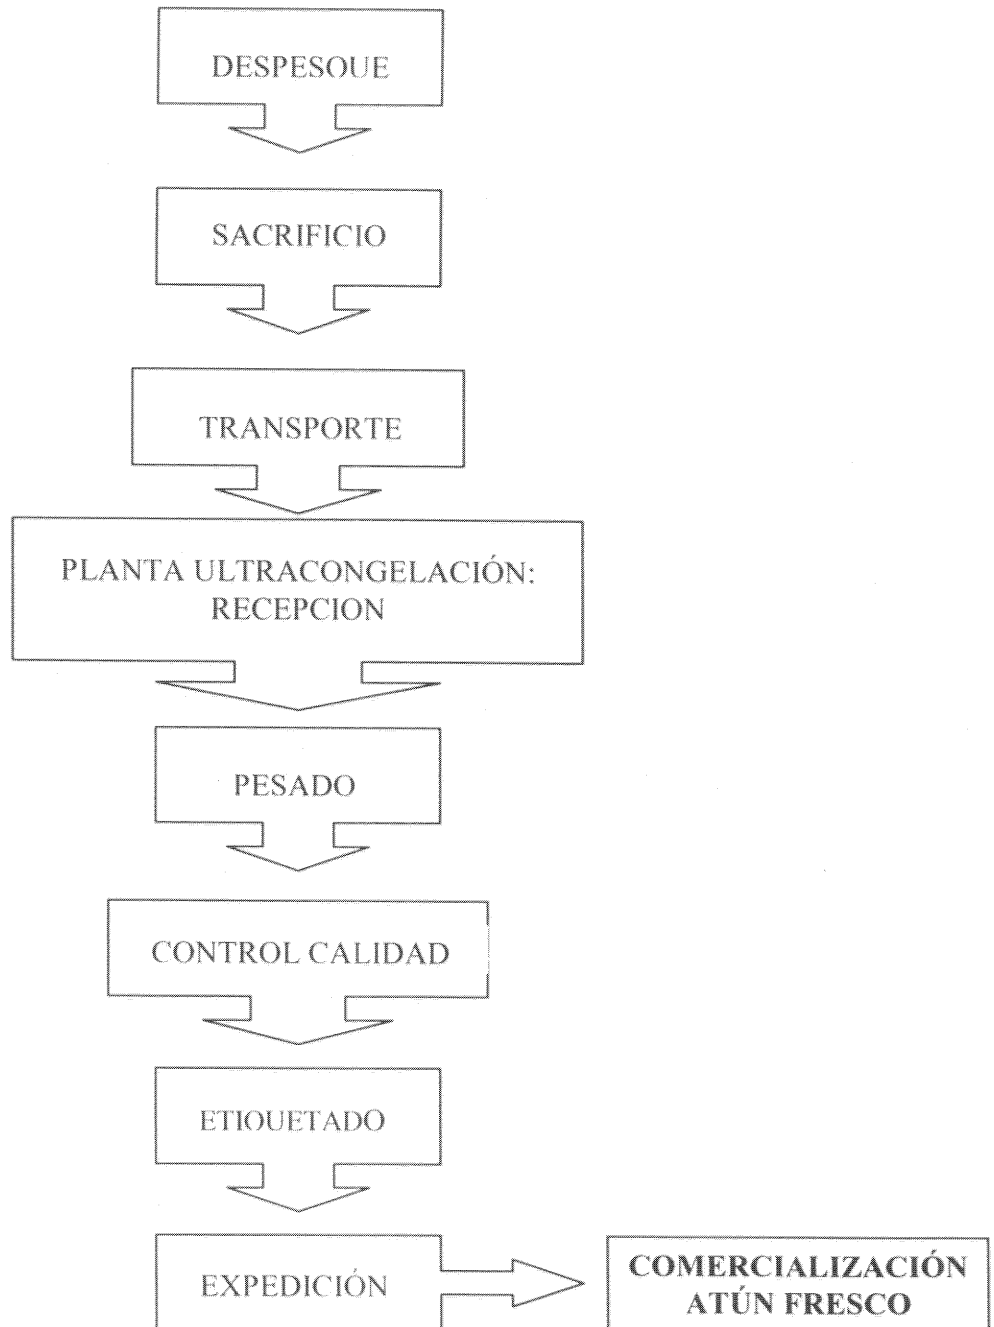 DESPESQUE
SACRIFICIO
TRANSPORTE
PLANTA ULTRACONGELACIÓN:
RECEPCION
PESADO
CONTROL CALIDAD
ETIQUETADO
EXPEDICIÓN
COMERCIALIZACIÓN
ATÚN FRESCO